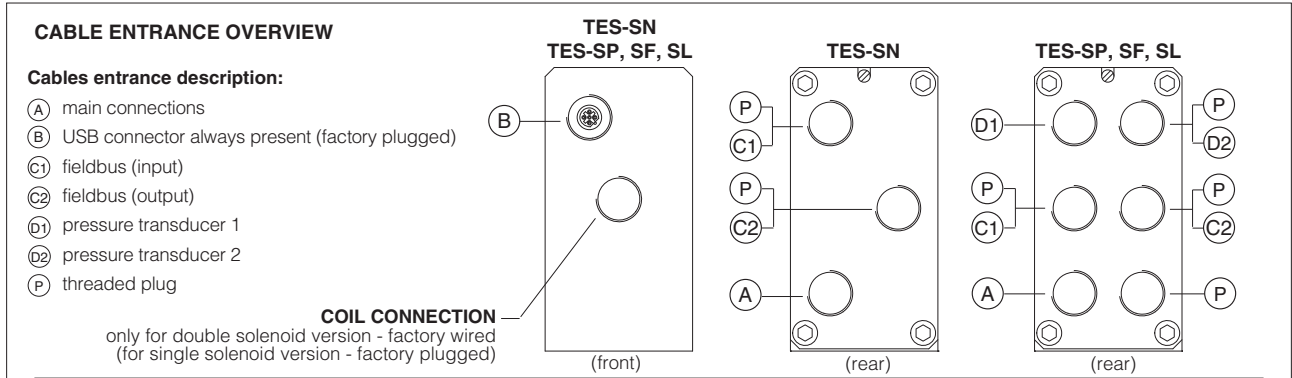 CABLE ENTRANCE OVERVIEW
Cables entrance description:
A main connections
B USB connector always present (factory plugged)
C1 fieldbus (input)
C2 fieldbus (output)
D1 pressure transducer 1
D2 pressure transducer 2
P threaded plug
COIL CONNECTION
only for double solenoid version - factory wired
(for single solenoid version - factory plugged)
TES-SN
TES-SP, SF, SL
B
(front)
TES-SN
P
C1
P
C2
A
(rear)
TES-SP, SF, SL
D1
P
D2
P
C1
P
C2
A
P
(rear)